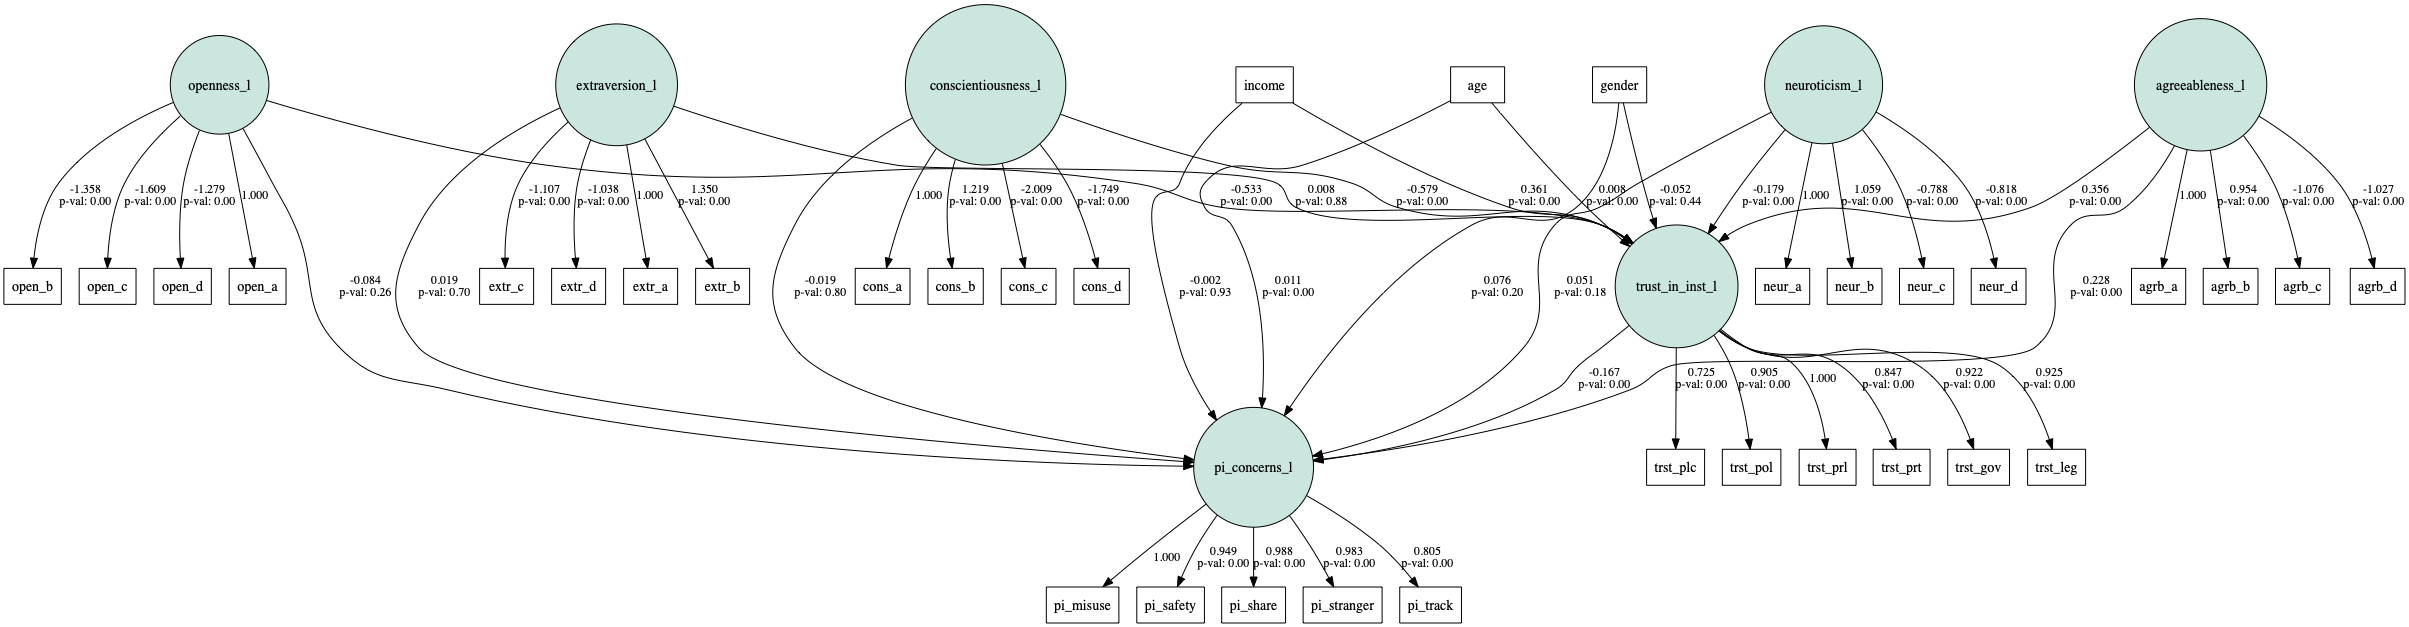 openness_l
extraversion_l
conscientiousness_l
income
age
gender
neuroticism_l
agreeableness_l
-1.358
p-val: 0.00
-1.609
p-val: 0.00
-1.279
p-val: 0.00
1.000
-1.107
p-val: 0.00
-1.038
p-val: 0.00
1.000
1.350
p-val: 0.00
1.000
1.219
p-val: 0.00
-2.009
p-val: 0.00
-1.749
p-val: 0.00
-0.533
p-val: 0.00
0.008
p-val: 0.88
-0.579
p-val: 0.00
0.361
p-val: 0.00
0.008
p-val: 0.00
-0.052
p-val: 0.44
-0.179
p-val: 0.00
1.000
1.059
p-val: 0.00
-0.788
p-val: 0.00
-0.818
p-val: 0.00
0.356
p-val: 0.00
1.000
0.954
p-val: 0.00
-1.076
p-val: 0.00
-1.027
p-val: 0.00
open_b
open_c
open_d
open_a
-0.084
p-val: 0.26
0.019
p-val: 0.70
extr_c
extr_d
extr_a
extr_b
-0.019
p-val: 0.80
cons_a
cons_b
cons_c
cons_d
-0.002
p-val: 0.93
0.011
p-val: 0.00
0.076
p-val: 0.20
0.051
p-val: 0.18
trust_in_inst_l
neur_a
neur_b
neur_c
neur_d
0.228
p-val: 0.00
agrb_a
agrb_b
agrb_c
agrb_d
-0.167
p-val: 0.00
0.725
p-val: 0.00
0.905
p-val: 0.00
1.000
0.847
p-val: 0.00
0.922
p-val: 0.00
0.925
p-val: 0.00
pi_concerns_l
trst_plc
trst_pol
trst_prl
trst_prt
trst_gov
trst_leg
1.000
0.949
p-val: 0.00
0.988
p-val: 0.00
0.983
p-val: 0.00
0.805
p-val: 0.00
pi_misuse
pi_safety
pi_share
pi_stranger
pi_track